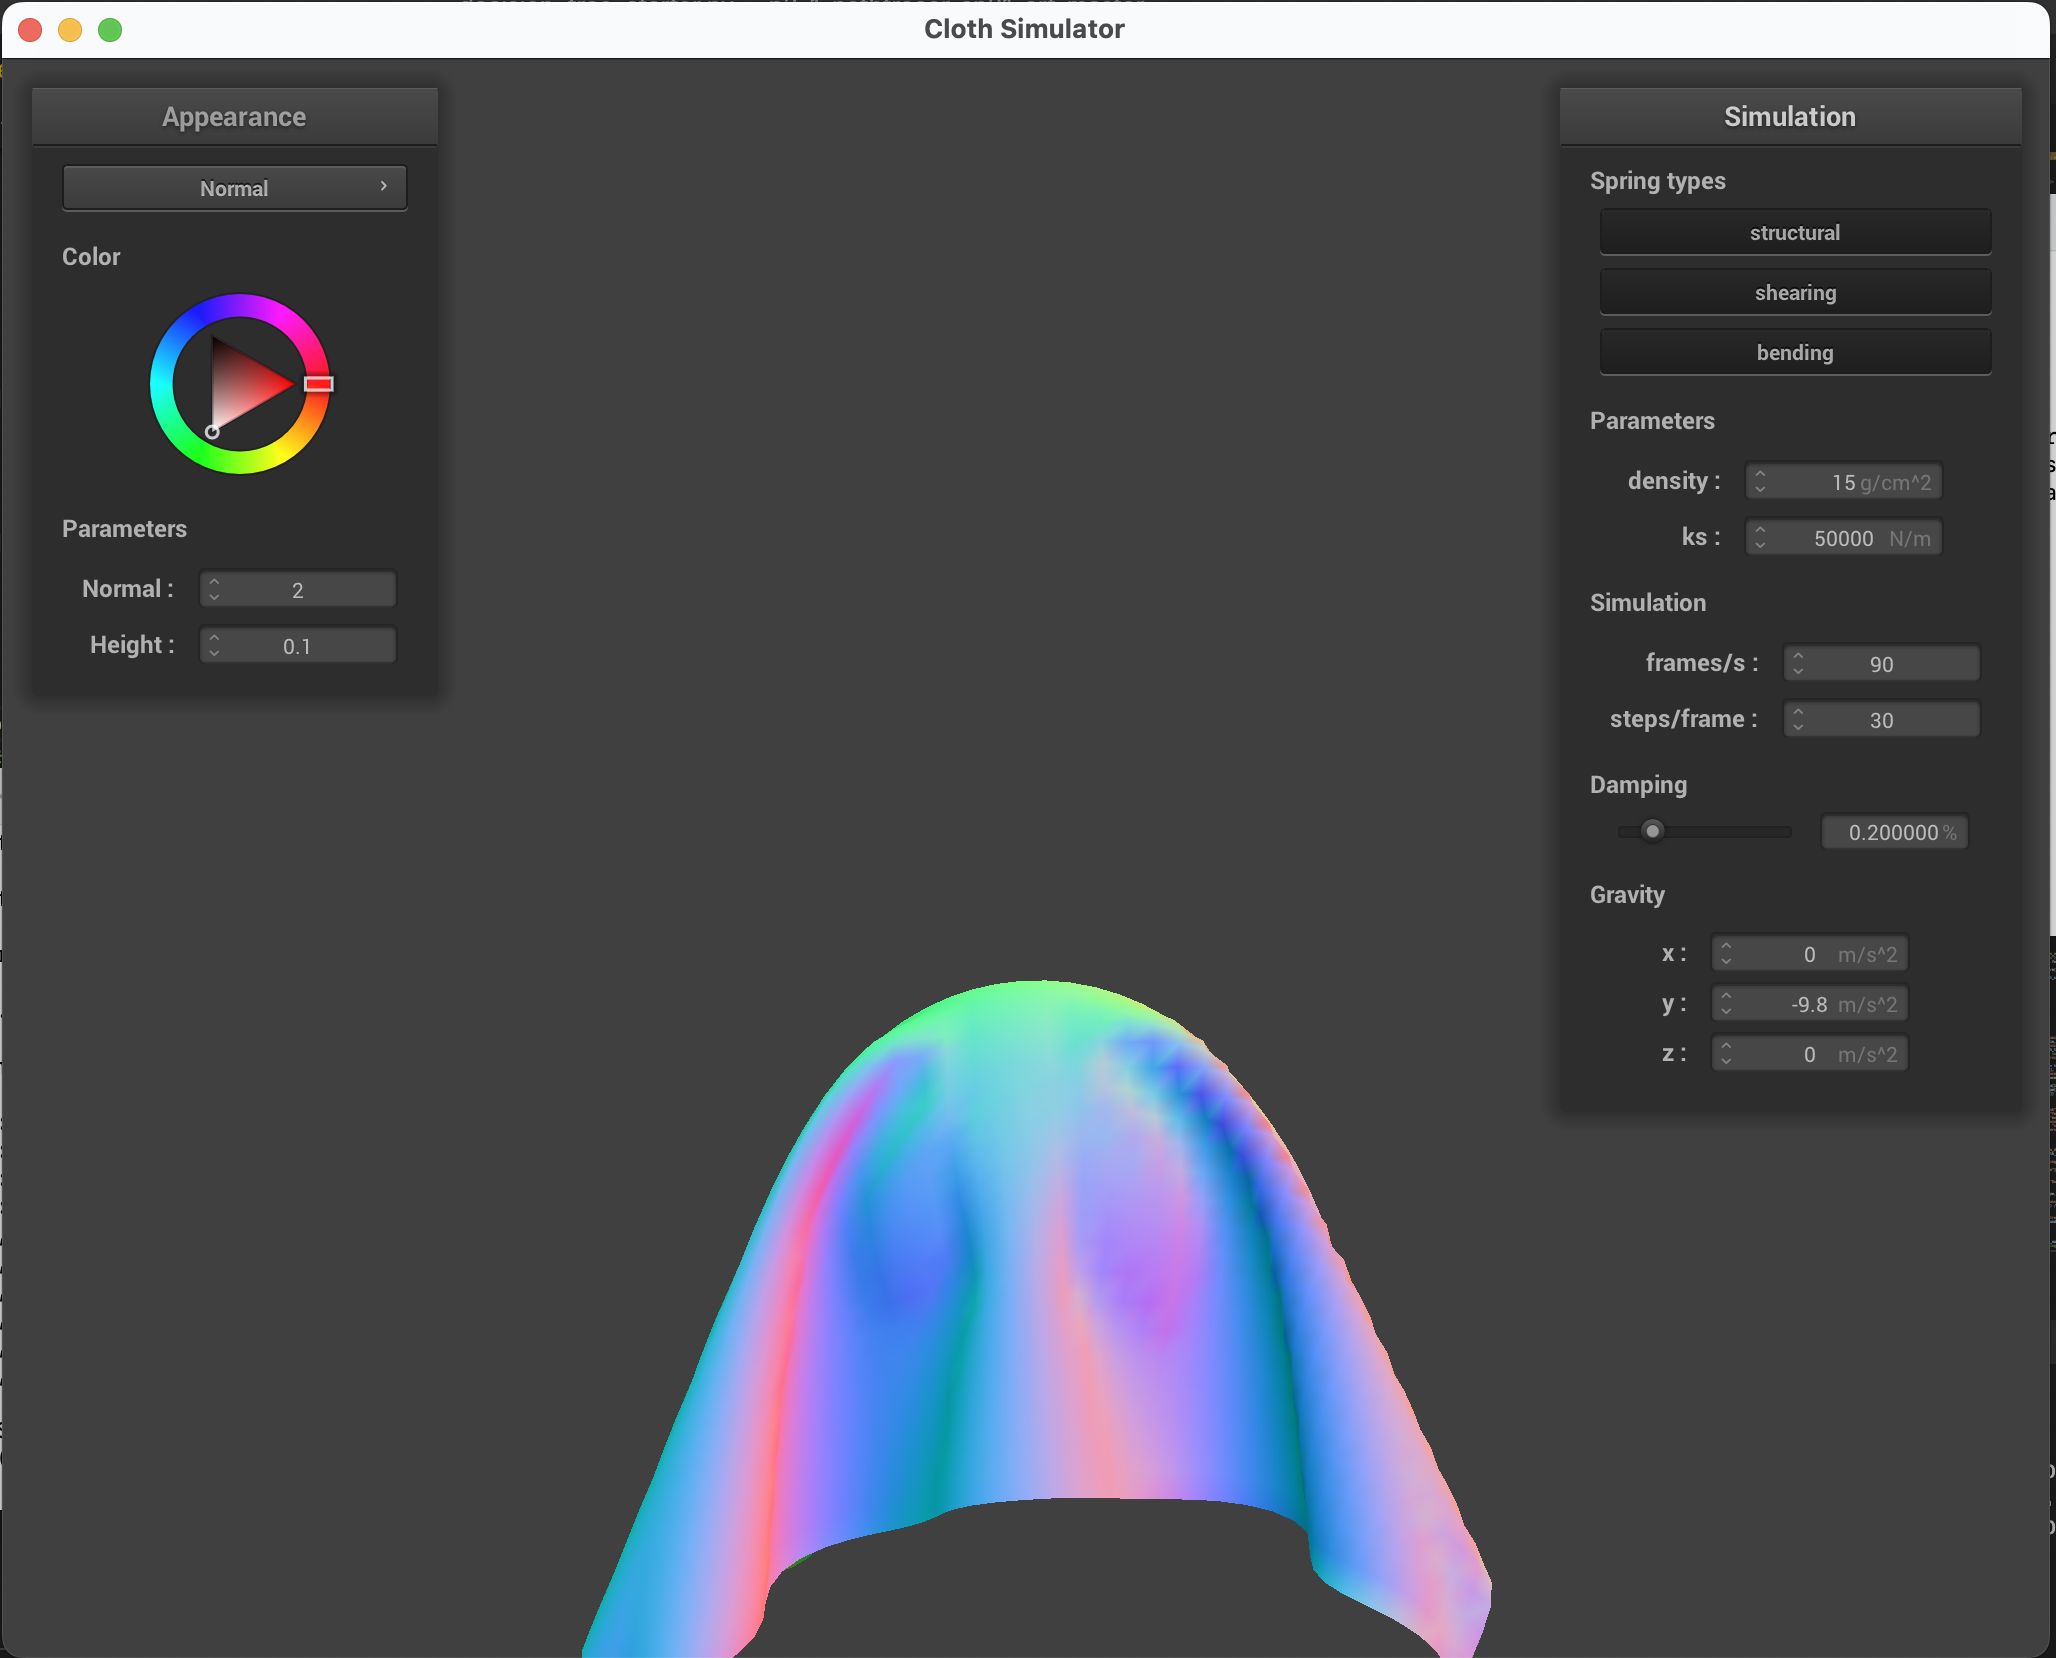 Cloth Simulator
Appearance
Normal
Color
Parameters
Normal : 2
Height : 0.1
Simulation
Spring types
structural
shearing
bending
Parameters
density : 15 g/cm^2
ks : 50000 N/m
Simulation
frames/s : 90
steps/frame : 30
Damping
0.200000 %
Gravity
x : 0 m/s^2
y : -9.8 m/s^2
z : 0 m/s^2